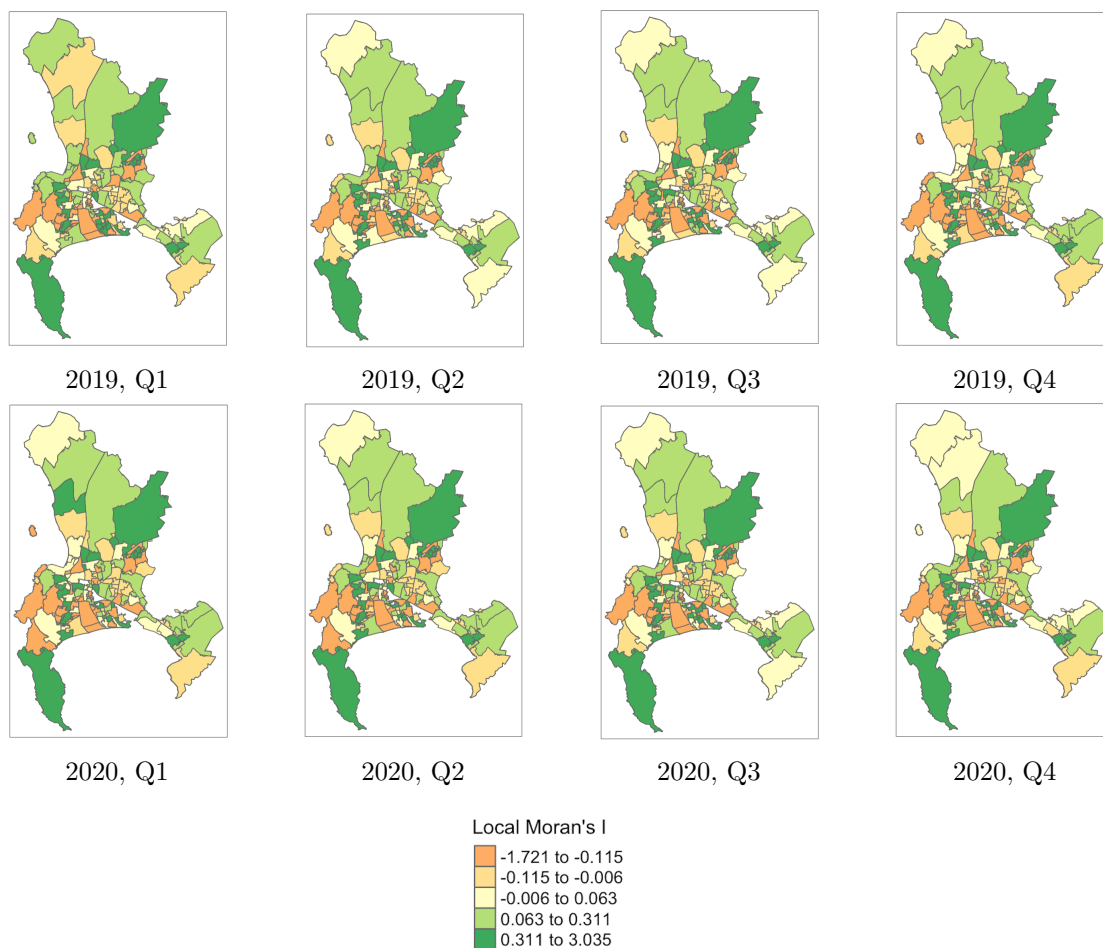 2019, Q1
2019, Q2
2019, Q3
2019, Q4
2020, Q1
2020, Q2
2020, Q3
2020, Q4
Local Moran's I
-1.721 to -0.115
-0.115 to -0.006
-0.006 to 0.063
0.063 to 0.311
0.311 to 3.035